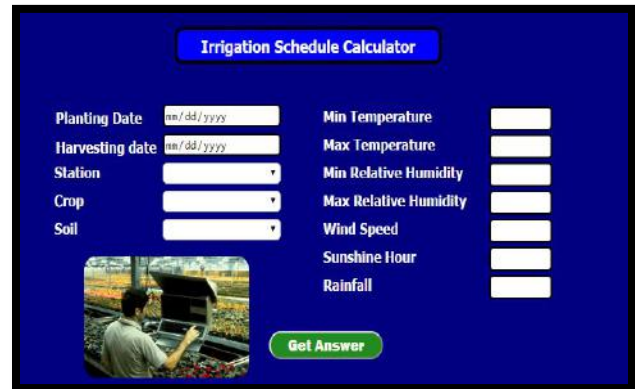 Irrigation Schedule Calculator
Planting Date mm/dd/yyyy
Harvesting date mm/dd/yyyy
Station
Crop
Soil
Min Temperature
Max Temperature
Min Relative Humidity
Max Relative Humidity
Wind Speed
Sunshine Hour
Rainfall
Get Answer